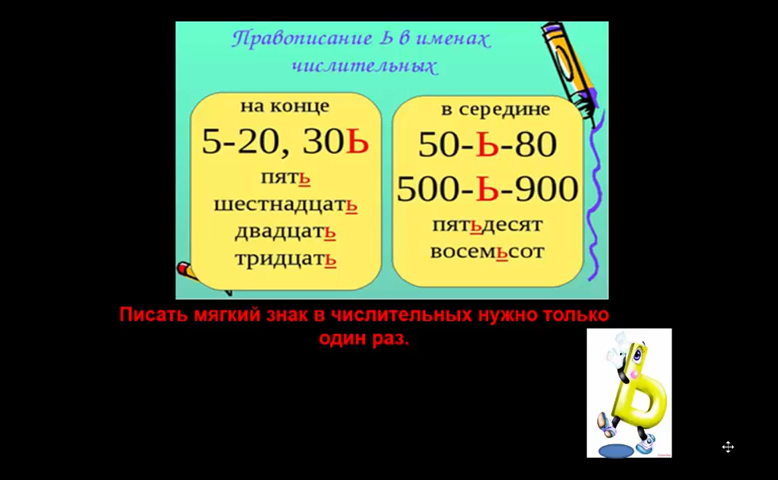 Правописание Ь в именах
числительных
на конце
5-20, 30Ь
пять
шестнадцать
двадцать
тридцать
в середине
50-Ь-80
500-Ь-900
пятьдесят
восемьсот
Писать мягкий знак в числительных нужно только
один раз.